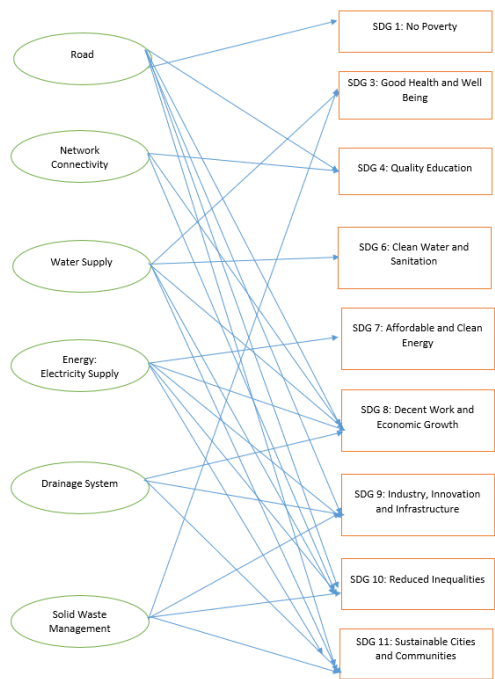 Road
Network
Connectivity
Water Supply
Energy:
Electricity Supply
Drainage System
Solid Waste
Management
SDG 1: No Poverty
SDG 3: Good Health and Well
Being
SDG 4: Quality Education
SDG 6: Clean Water and
Sanitation
SDG 7: Affordable and Clean
Energy
SDG 8: Decent Work and
Economic Growth
SDG 9: Industry, Innovation
and Infrastructure
SDG 10: Reduced Inequalities
SDG 11: Sustainable Cities
and Communities